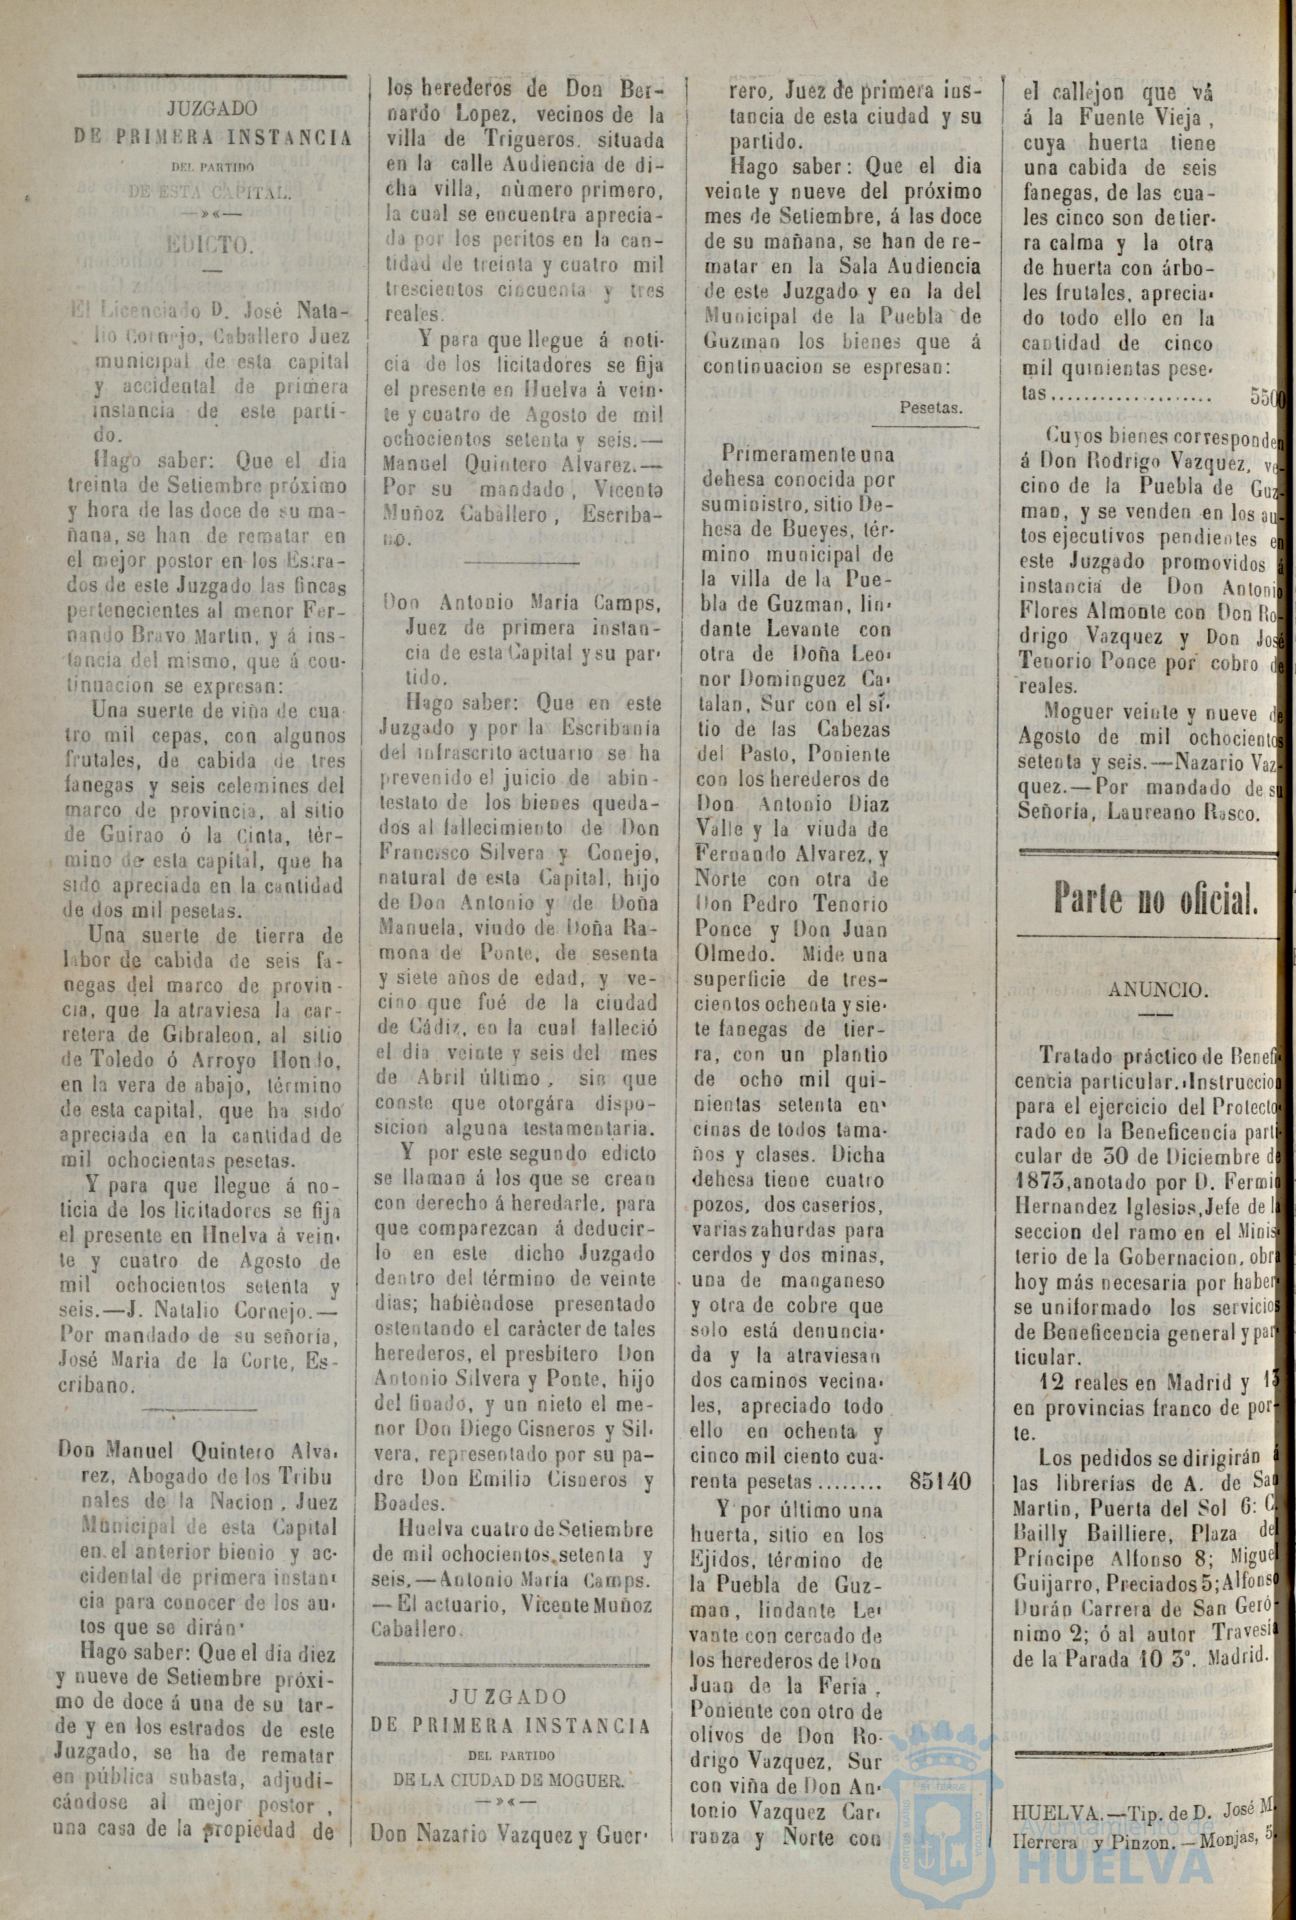 JUZGADO
DE PRIMERA INSTANCIA
DEL PARTIDO
DE ESTA CAPITAL.
—»«—
EDICTO.
El Licenciado D. José Nata-
lio Cornejo, Caballero Juez
municipal de esta capital
y accidental de primera
instancia de este parti-
do.
Hago saber: Que el dia
treinta de Setiembre próximo
y hora de las doce de su ma-
ñana, se han de rematar en
el mejor postor en los Estra-
dos de este Juzgado las fincas
pertenecientes al menor Fer-
nando Bravo Martin, y á ins-
tancia del mismo, que á con-
tinuacion se expresan:
Una suerte de viña de cua
tro mil cepas, con algunos
frutales, de cabida de tres
fanegas y seis celemines del
marco de provincia, al sitio
de Guirao ó la Cinta, tér-
mino de esta capital, que ha
sido apreciada en la cantidad
de dos mil pesetas.
Una suerte de tierra de
labor de cabida de seis fa-
negas del marco de provin-
cia, que la atraviesa la car-
retera de Gibraleon, al sitio
de Toledo ó Arroyo Hondo,
en la vera de abajo, término
de esta capital, que ha sido
apreciada en la cantidad de
mil ochocientas pesetas.
Y para que llegue á no-
ticia de los licitadores se fija
el presente en Hnelva á vein-
te y cuatro de Agosto de
mil ochocientos setenta y
seis.—J. Natalio Cornejo.—
Por mandado de su señoria,
José Maria de la Corte, Es-
cribano.
Don Manuel Quintero Alva-
rez, Abogado de los Tribu
nales de la Nacion, Juez
Municipal de esta Capital
en el anterior bienio y ac-
cidental de primera instan-
cia para conocer de los au-
tos que se dirán·
Hago saber: Que el dia diez
y nueve de Setiembre próxi-
mo de doce á una de su tar-
de y en los estrados de este
Juzgado, se ha de rematar
en pública subasta, adjudi-
cándose al mejor postor,
una casa de la propiedad de
los herederos de Don Ber-
nardo Lopez, vecinos de la
villa de Trigueros. situada
en la calle Audiencia de di-
cha villa, nùmero primero,
la cual se encuentra aprecia-
da por los peritos en la can-
tidad de treinta y cuatro mil
trescientos cincuenta y tres
reales.
Y para que llegue á noti-
cia de los licitadores se fija
el presente en Huelva á vein-
te y cuatro de Agosto de mil
ochocientos setenta y seis.—
Manuel Quintero Alvarez.—
Por su mandado, Vicente
Muñoz Caballero, Escriba-
no.
Don Antonio Maria Camps,
Juez de primera instan-
cia de esta Capital y su par-
tido.
Hago saber: Que en este
Juzgado y por la Escribanía
del infrascrito actuario se ha
prevenido el juicio de abin-
testato de los bienes queda-
dos al fallecimiento de Don
Francisco Silvera y Conejo,
natural de esta Capital, hijo
de Don Antonio y de Doña
Manuela, viudo de Doña Ra-
mona de Ponte, de sesenta
y siete años de edad, y ve-
cino que fué de la ciudad
de Cádiz, en la cual falleció
el dia veinte y seis del mes
de Abril último, sin que
conste que otorgára dispo-
sicion alguna testamentaria.
Y por este segundo edicto
se llaman á los que se crean
con derecho á heredarle, para
que comparezcan á deducir-
lo en este dicho Juzgado
dentro del término de veinte
dias; habiéndose presentado
ostentando el carácter de tales
herederos, el presbitero Don
Antonio Silvera y Ponte, hijo
del finado, y un nieto el me-
nor Don Diego Cisneros y Sil-
vera, representado por su pa-
dre Don Emilio Cisneros y
Boades.
Huelva cuatro de Setiembre
de mil ochocientos setenta y
seis.—Antonio Maria Camps.
—El actuario, Vicente Muñoz
Caballero.
JUZGADO
DE PRIMERA INSTANCIA
DEL PARTIDO
DE LA CIUDAD DE MOGUER.
—»«—
Don Nazario Vazquez y Guer-
rero, Juez de primera ins-
tancia de esta ciudad y su
partido.
Hago saber: Que el dia
veinte y nueve del próximo
mes de Setiembre, á las doce
de su mañana, se han de re-
matar en la Sala Audiencia
de este Juzgado y en la del
Municipal de la Puebla de
Guzman los bienes que á
continuacion se espresan:
Pesetas.
Primeramente una
dehesa conocida por
suministro, sitio De-
hesa de Bueyes, tér-
mino municipal de
la villa de la Pue-
bla de Guzman, lin-
dante Levante con
otra de Doña Leo-
nor Dominguez Ca-
talan, Sur con el sí-
tio de las Cabezas
del Pasto, Poniente
con los herederos de
Don Antonio Diaz
Valle y la viuda de
Fernando Alvarez, y
Norte con otra de
Don Pedro Tenorio
Ponce y Don Juan
Olmedo. Mide una
superficie de tres-
cientos ochenta y sie-
te fanegas de tier-
ra, con un plantio
de ocho mil qui-
nientas setenta en-
cinas de todos tama-
ños y clases. Dicha
dehesa tiene cuatro
pozos, dos caserios,
varias zahurdas para
cerdos y dos minas,
una de manganeso
y otra de cobre que
solo está denuncia-
da y la atraviesan
dos caminos vecina-
les, apreciado todo
ello en ochenta y
cinco mil ciento cua-
renta pesetas........ 85140
Y por último una
huerta, sitio en los
Ejidos, término de
la Puebla de Guz-
man, lindante Le-
vante con cercado de
los herederos de Don
Juan de la Feria,
Poniente con otro de
olivos de Don Ro-
drigo Vazquez, Sur
con viña de Don An-
tonio Vazquez Car-
ranza y Norte con
el callejon que vá
á la Fuente Vieja,
cuya huerta tiene
una cabida de seis
fanegas, de las cua-
les cinco son de tier-
ra calma y la otra
de huerta con árbo-
les frutales, aprecia-
do todo ello en la
cantidad de cinco
mil quinientas pese-
tas................... 5500
Cuyos bienes corresponden
á Don Rodrigo Vazquez, ve-
cino de la Puebla de Guz-
man, y se venden en los au-
tos ejecutivos pendientes en
este Juzgado promovidos á
instancia de Don Antonio
Flores Almonte con Don Ro-
drigo Vazquez y Don José
Tenorio Ponce por cobro de
reales.
Moguer veinte y nueve de
Agosto de mil ochocientos
setenta y seis.—Nazario Vaz-
quez.—Por mandado de su
Señoría, Laureano Rasco.
Parte no oficial.
ANUNCIO.
Tratado práctico de Benefi-
cencia particular. Instruccion
para el ejercicio del Protecto-
rado en la Beneficencia parti-
cular de 30 de Diciembre de
1873, anotado por D. Fermin
Hernandez Iglesias, Jefe de la
seccion del ramo en el Minis-
terio de la Gobernacion, obra
hoy más necesaria por haber-
se uniformado los servicios
de Beneficencia general y par-
ticular.
12 reales en Madrid y 13
en provincias franco de por-
te.
Los pedidos se dirigirán á
las librerías de A. de San
Martin, Puerta del Sol 6: C.
Bailly Bailliere, Plaza del
Príncipe Alfonso 8; Miguel
Guijarro, Preciados 5; Alfonso
Durán Carrera de San Geró-
nimo 2; ó al autor Travesía
de la Parada 10 3º. Madrid.
HUELVA.—Tip. de D. José M.
Herrera y Pinzon.—Monjas, 5.
Ayuntamiento de
HUELVA